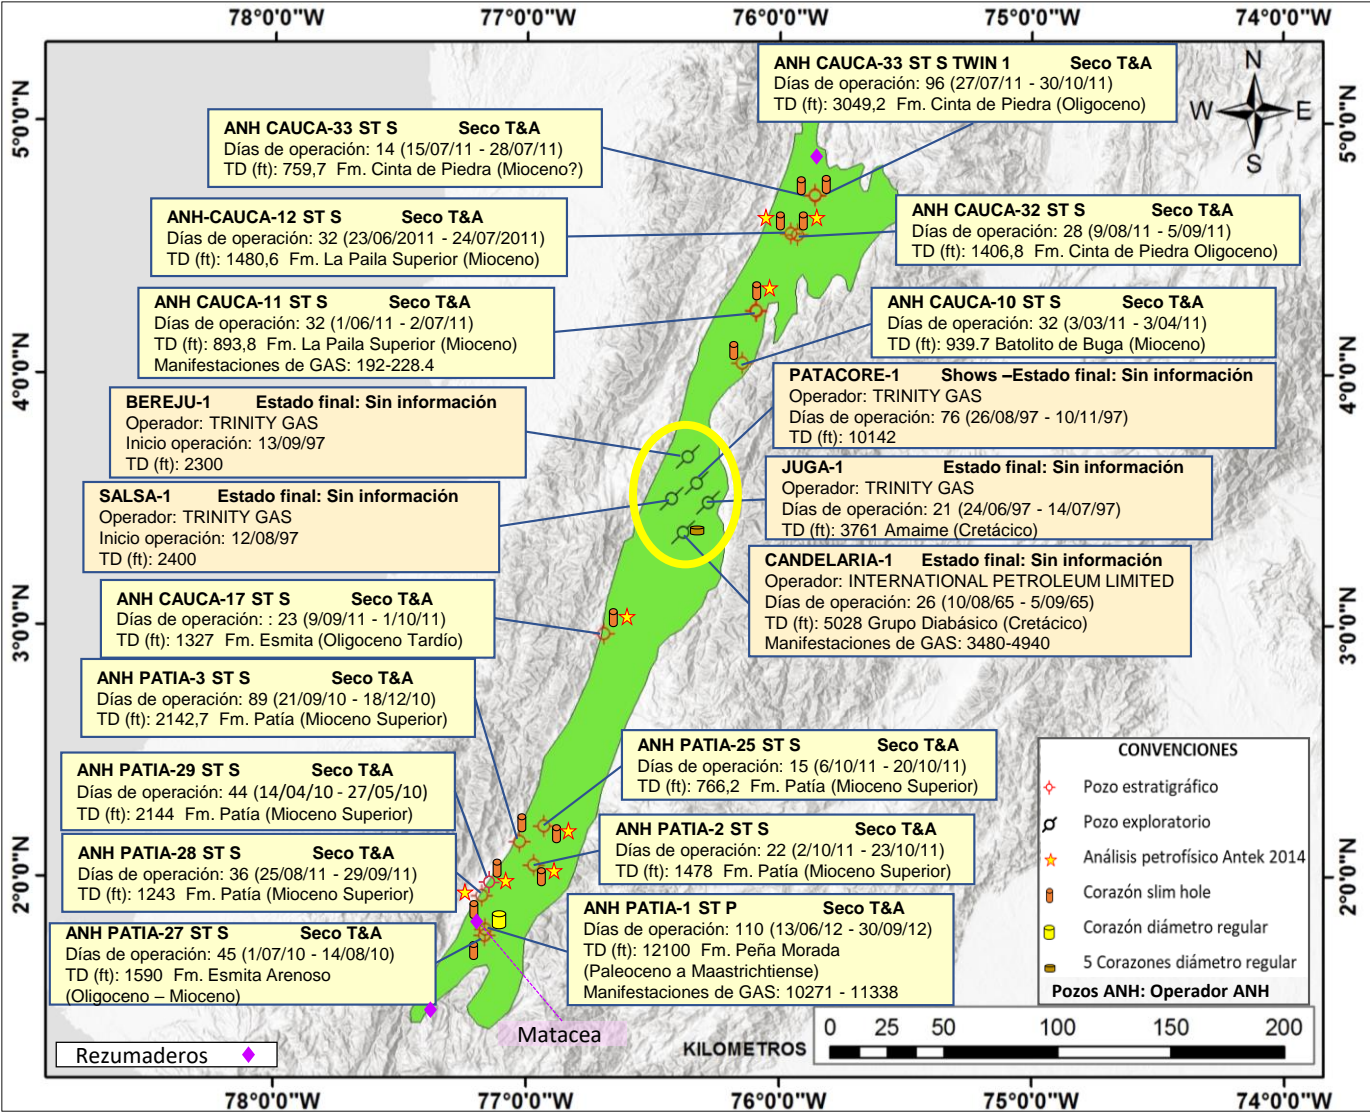 78°0'0"W 77°0'0"W 76°0'0"W 75°0'0"W 74°0'0"W
5°0'0"N
4°0'0"N
3°0'0"N
2°0'0"N
5°0'0"N
4°0'0"N
3°0'0"N
2°0'0"N
N
W E
S
ANH CAUCA-33 ST S TWIN 1 Seco T&A
Días de operación: 96 (27/07/11 - 30/10/11)
TD (ft): 3049,2 Fm. Cinta de Piedra (Oligoceno)
ANH CAUCA-33 ST S Seco T&A
Días de operación: 14 (15/07/11 - 28/07/11)
TD (ft): 759,7 Fm. Cinta de Piedra (Mioceno?)
ANH-CAUCA-12 ST S Seco T&A
Días de operación: 32 (23/06/2011 - 24/07/2011)
TD (ft): 1480,6 Fm. La Paila Superior (Mioceno)
ANH CAUCA-32 ST S Seco T&A
Días de operación: 28 (9/08/11 - 5/09/11)
TD (ft): 1406,8 Fm. Cinta de Piedra Oligoceno)
ANH CAUCA-11 ST S Seco T&A
Días de operación: 32 (1/06/11 - 2/07/11)
TD (ft): 893,8 Fm. La Paila Superior (Mioceno)
Manifestaciones de GAS: 192-228.4
ANH CAUCA-10 ST S Seco T&A
Días de operación: 32 (3/03/11 - 3/04/11)
TD (ft): 939.7 Batolito de Buga (Mioceno)
PATACORE-1 Shows –Estado final: Sin información
Operador: TRINITY GAS
Días de operación: 76 (26/08/97 - 10/11/97)
TD (ft): 10142
BEREJU-1 Estado final: Sin información
Operador: TRINITY GAS
Inicio operación: 13/09/97
TD (ft): 2300
JUGA-1 Estado final: Sin información
Operador: TRINITY GAS
Días de operación: 21 (24/06/97 - 14/07/97)
TD (ft): 3761 Amaime (Cretácico)
SALSA-1 Estado final: Sin información
Operador: TRINITY GAS
Inicio operación: 12/08/97
TD (ft): 2400
CANDELARIA-1 Estado final: Sin información
Operador: INTERNATIONAL PETROLEUM LIMITED
Días de operación: 26 (10/08/65 - 5/09/65)
TD (ft): 5028 Grupo Diabásico (Cretácico)
Manifestaciones de GAS: 3480-4940
ANH CAUCA-17 ST S Seco T&A
Días de operación: : 23 (9/09/11 - 1/10/11)
TD (ft): 1327 Fm. Esmita (Oligoceno Tardío)
ANH PATIA-3 ST S Seco T&A
Días de operación: 89 (21/09/10 - 18/12/10)
TD (ft): 2142,7 Fm. Patía (Mioceno Superior)
ANH PATIA-25 ST S Seco T&A
Días de operación: 15 (6/10/11 - 20/10/11)
TD (ft): 766,2 Fm. Patía (Mioceno Superior)
ANH PATIA-29 ST S Seco T&A
Días de operación: 44 (14/04/10 - 27/05/10)
TD (ft): 2144 Fm. Patía (Mioceno Superior)
ANH PATIA-2 ST S Seco T&A
Días de operación: 22 (2/10/11 - 23/10/11)
TD (ft): 1478 Fm. Patía (Mioceno Superior)
ANH PATIA-28 ST S Seco T&A
Días de operación: 36 (25/08/11 - 29/09/11)
TD (ft): 1243 Fm. Patía (Mioceno Superior)
ANH PATIA-1 ST P Seco T&A
Días de operación: 110 (13/06/12 - 30/09/12)
TD (ft): 12100 Fm. Peña Morada
(Paleoceno a Maastrichtiense)
Manifestaciones de GAS: 10271 - 11338
ANH PATIA-27 ST S Seco T&A
Días de operación: 45 (1/07/10 - 14/08/10)
TD (ft): 1590 Fm. Esmita Arenoso
(Oligoceno – Mioceno)
Matacea
CONVENCIONES
Pozo estratigráfico
Pozo exploratorio
Análisis petrofísico Antek 2014
Corazón slim hole
Corazón diámetro regular
5 Corazones diámetro regular
Pozos ANH: Operador ANH
Rezumaderos
KILOMETROS
0 25 50 100 150 200
78°0'0"W 77°0'0"W 76°0'0"W 75°0'0"W 74°0'0"W